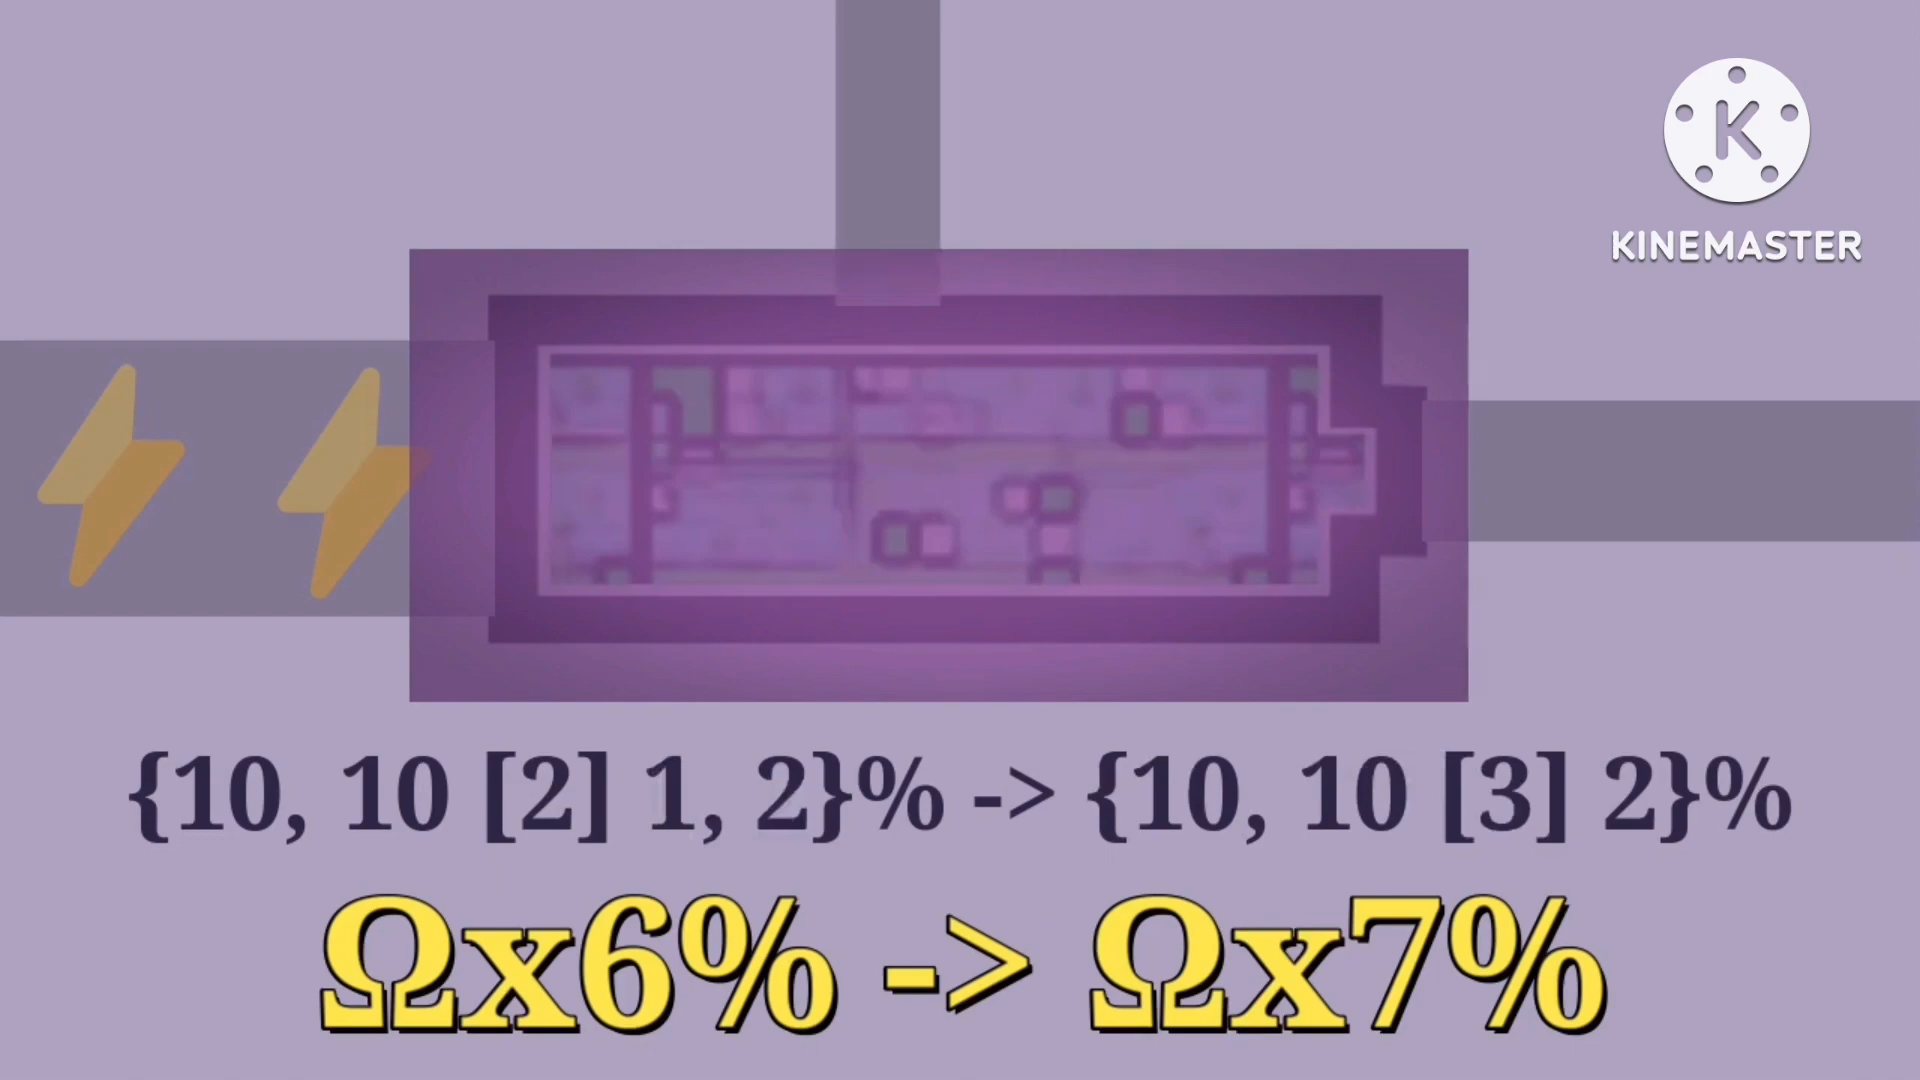 K
KINEMASTER
{10, 10 [2] 1, 2}% -> {10, 10 [3] 2}%
Ωx6% -> Ωx7%